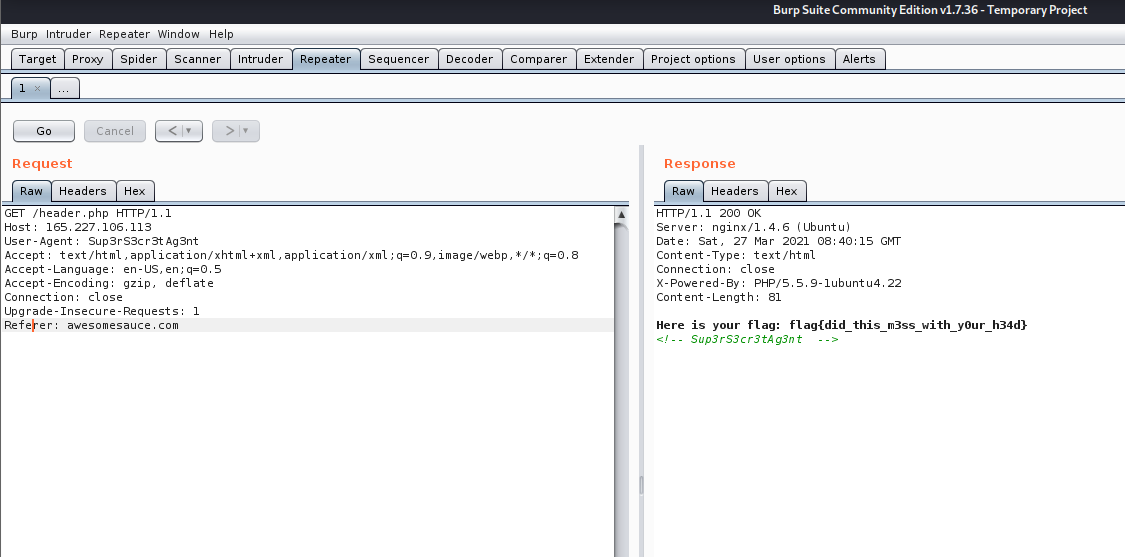 Burp Suite Community Edition v1.7.36 - Temporary Project
Burp Intruder Repeater Window Help
Target Proxy Spider Scanner Intruder Repeater Sequencer Decoder Comparer Extender Project options User options Alerts
1 × ...
Go Cancel < ▼ > ▼
Request
Raw Headers Hex
GET /header.php HTTP/1.1
Host: 165.227.106.113
User-Agent: Sup3rS3cr3tAg3nt
Accept: text/html,application/xhtml+xml,application/xml;q=0.9,image/webp,*/*;q=0.8
Accept-Language: en-US,en;q=0.5
Accept-Encoding: gzip, deflate
Connection: close
Upgrade-Insecure-Requests: 1
Referer: awesomesauce.com
Response
Raw Headers Hex
HTTP/1.1 200 OK
Server: nginx/1.4.6 (Ubuntu)
Date: Sat, 27 Mar 2021 08:40:15 GMT
Content-Type: text/html
Connection: close
X-Powered-By: PHP/5.5.9-1ubuntu4.22
Content-Length: 81
Here is your flag: flag{did_this_m3ss_with_y0ur_h34d}
<!-- Sup3rS3cr3tAg3nt  -->